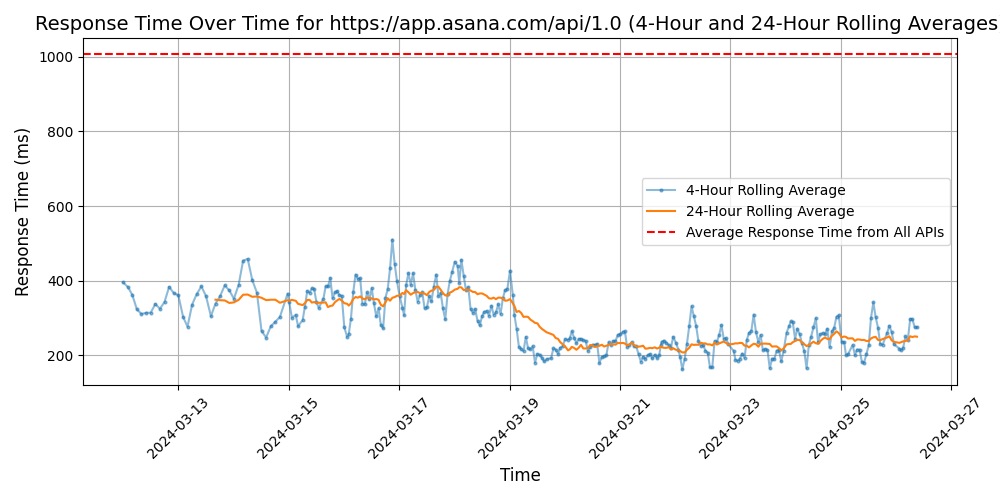 Response Time Over Time for https://app.asana.com/api/1.0 (4-Hour and 24-Hour Rolling Averages
Response Time (ms)
1000
800
600
400
200
4-Hour Rolling Average
24-Hour Rolling Average
Average Response Time from All APIs
2024-03-13
2024-03-15
2024-03-17
2024-03-19
2024-03-21
2024-03-23
2024-03-25
2024-03-27
Time